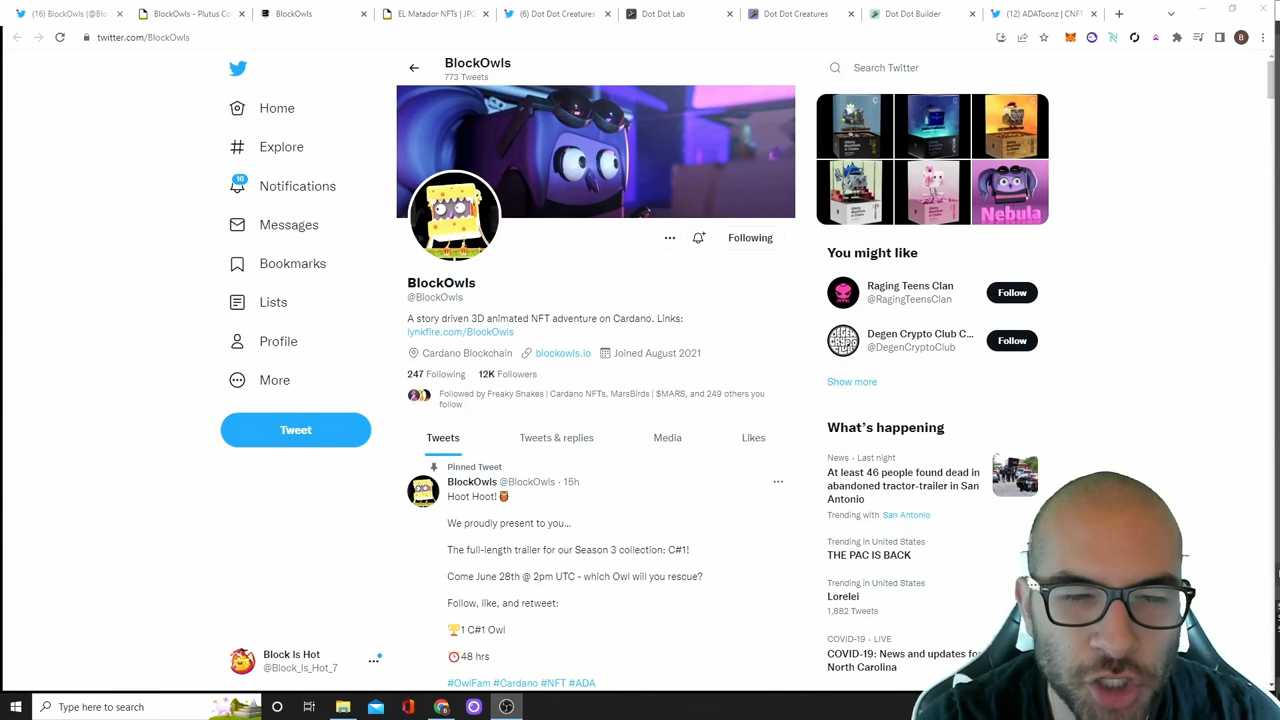 (16) BlockOwls (@Blo
BlockOwls - Plutus Co
BlockOwls
EL Matador NFTs | JPG
(6) Dot Dot Creatures
Dot Dot Lab
Dot Dot Creatures
Dot Dot Builder
(12) ADAToonz | CNFT
twitter.com/BlockOwls
B
BlockOwls
773 Tweets
Search Twitter
Home
Explore
16
Notifications
Messages
Bookmarks
Lists
Profile
More
Tweet
Block Is Hot
@Block_Is_Hot_7
Following
BlockOwls
@BlockOwls
A story driven 3D animated NFT adventure on Cardano. Links:
lynkfire.com/BlockOwls
Cardano Blockchain
blockowls.io
Joined August 2021
247 Following
12K Followers
Followed by Freaky Snakes | Cardano NFTs, MarsBirds | $MARS, and 249 others you
follow
Tweets
Tweets & replies
Media
Likes
Pinned Tweet
BlockOwls @BlockOwls · 15h
Hoot Hoot!
We proudly present to you...
The full-length trailer for our Season 3 collection: C#1!
Come June 28th @ 2pm UTC - which Owl will you rescue?
Follow, like, and retweet:
1 C#1 Owl
48 hrs
#OwlFam #Cardano #NFT #ADA
Nebula
You might like
Raging Teens Clan
@RagingTeensClan
Follow
Degen Crypto Club C...
@DegenCryptoClub
Follow
Show more
What's happening
News · Last night
At least 46 people found dead in
abandoned tractor-trailer in San
Antonio
Trending with San Antonio
Trending in United States
THE PAC IS BACK
Trending in United States
Lorelei
1,882 Tweets
COVID-19 · LIVE
COVID-19: News and updates fo
North Carolina
Type here to search